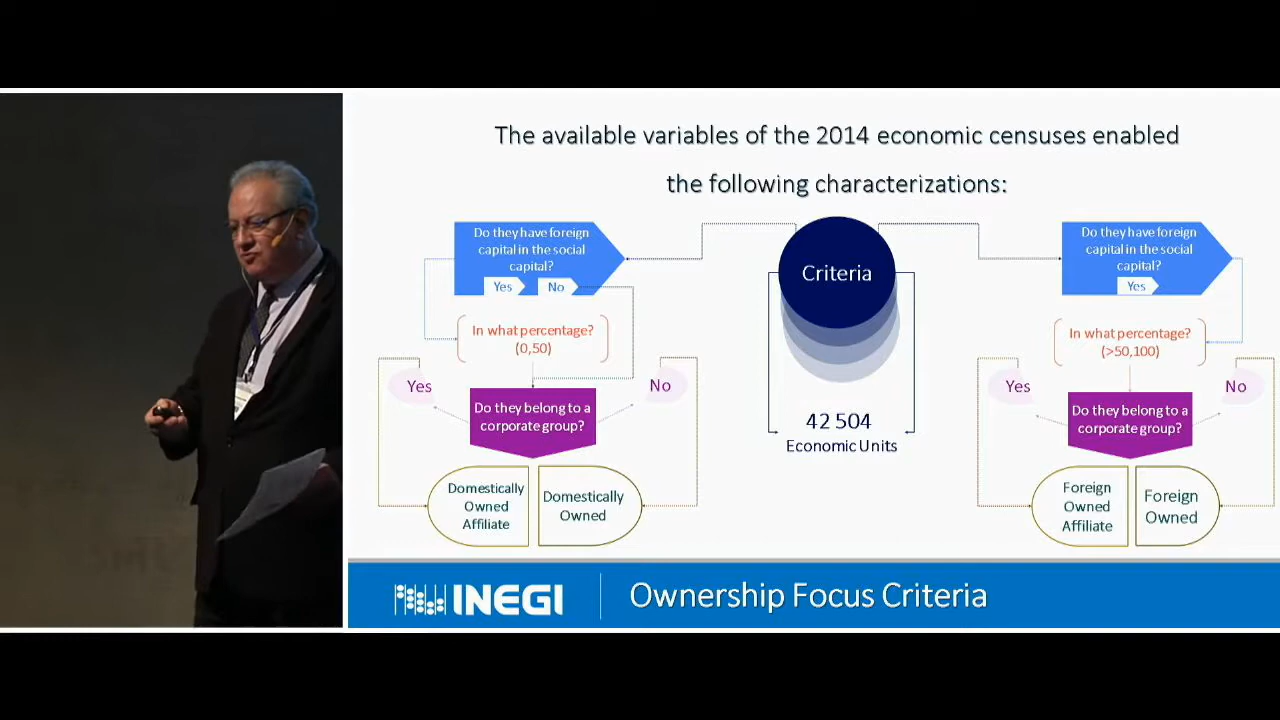 The available variables of the 2014 economic censuses enabled
the following characterizations:
Do they have foreign
capital in the social
capital?
Yes
No
In what percentage?
(0,50)
Yes
No
Do they belong to a
corporate group?
Domestically
Owned
Affiliate
Domestically
Owned
Criteria
42 504
Economic Units
Do they have foreign
capital in the social
capital?
Yes
In what percentage?
(>50,100)
Yes
No
Do they belong to a
corporate group?
Foreign
Owned
Affiliate
Foreign
Owned
INEGI
Ownership Focus Criteria